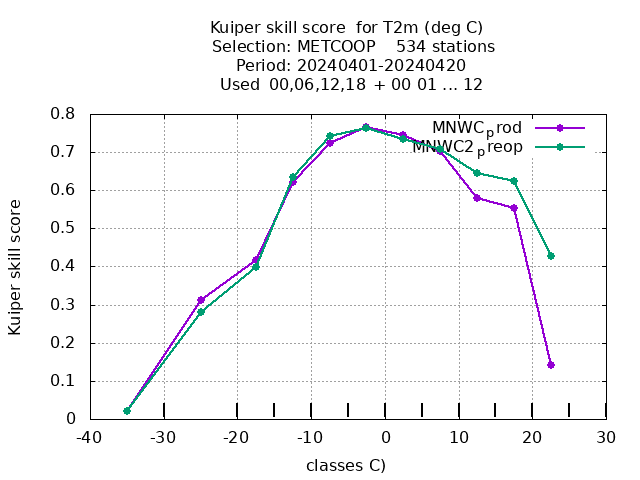 Kuiper skill score  for T2m (deg C)
Selection: METCOOP    534 stations
Period: 20240401-20240420
Used  00,06,12,18 + 00 01 ... 12
MNWCprod
MNWC2preop
0.8
0.7
0.6
0.5
0.4
0.3
0.2
0.1
0
Kuiper skill score
-40 -30 -20 -10 0 10 20 30
classes C)